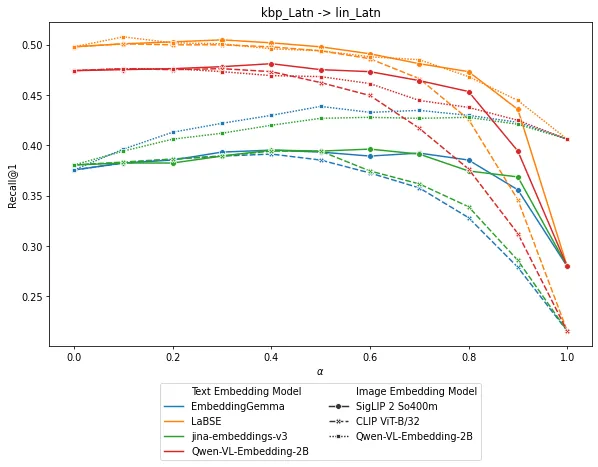 kbp_Latn -> lin_Latn
Recall@1
0.50
0.45
0.40
0.35
0.30
0.25
0.0 0.2 0.4 0.6 0.8 1.0
α
Text Embedding Model Image Embedding Model
EmbeddingGemma SigLIP 2 So400m
LaBSE CLIP ViT-B/32
jina-embeddings-v3 Qwen-VL-Embedding-2B
Qwen-VL-Embedding-2B